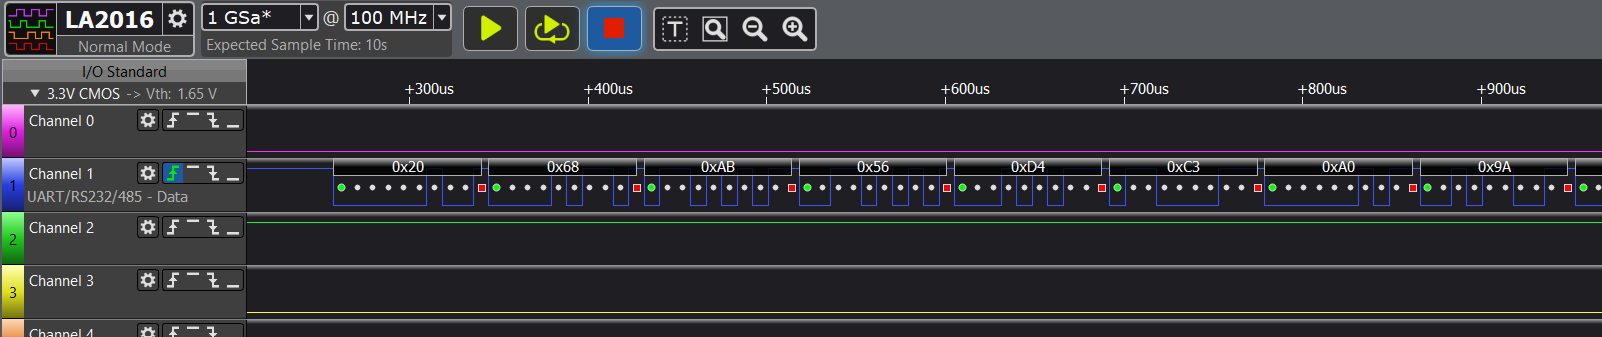 LA2016
Normal Mode
1 GSa* @ 100 MHz
Expected Sample Time: 10s
T
I/O Standard
3.3V CMOS -> Vth: 1.65 V
+300us +400us +500us +600us +700us +800us +900us
0 Channel 0
1 Channel 1
0x20 0x68 0xAB 0x56 0xD4 0xC3 0xA0 0x9A
UART/RS232/485 - Data
2 Channel 2
3 Channel 3
Channel 4